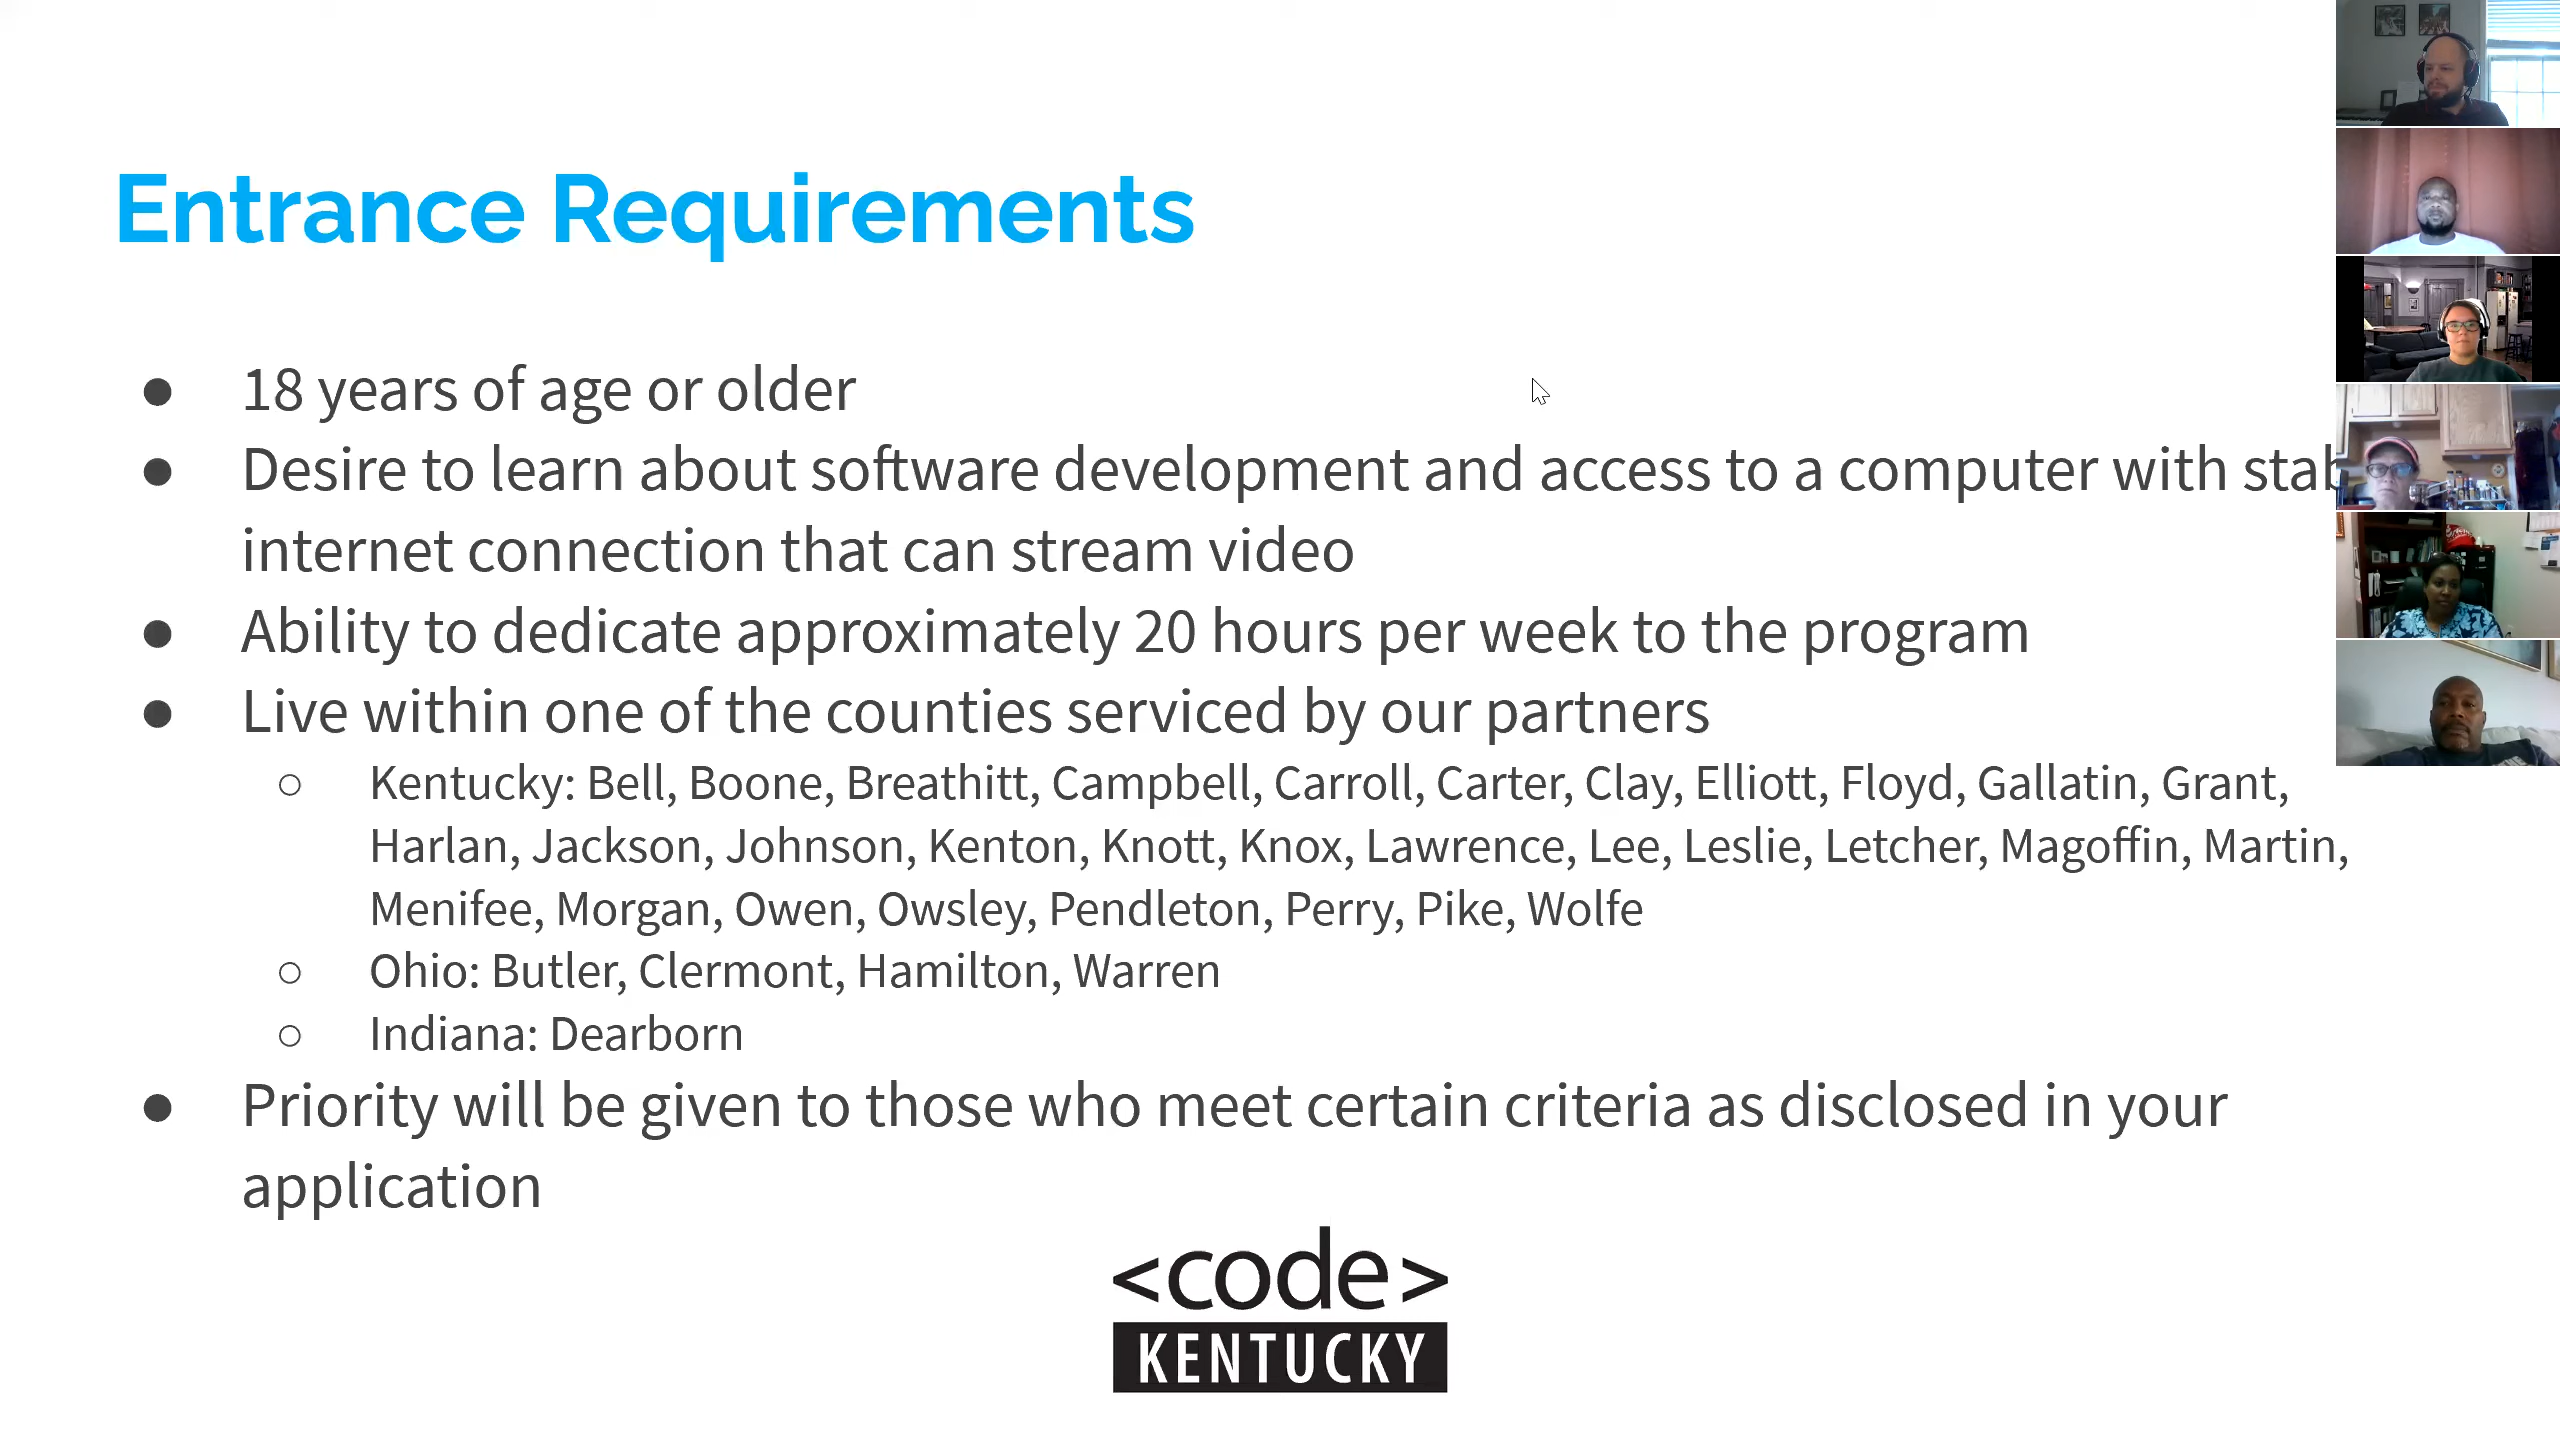 Entrance Requirements
● 18 years of age or older
● Desire to learn about software development and access to a computer with
internet connection that can stream video
● Ability to dedicate approximately 20 hours per week to the program
● Live within one of the counties serviced by our partners
○ Kentucky: Bell, Boone, Breathitt, Campbell, Carroll, Carter, Clay, Elliott, Floyd, Gallatin, Grant,
Harlan, Jackson, Johnson, Kenton, Knott, Knox, Lawrence, Lee, Leslie, Letcher, Magoffin, Martin,
Menifee, Morgan, Owen, Owsley, Pendleton, Perry, Pike, Wolfe
○ Ohio: Butler, Clermont, Hamilton, Warren
○ Indiana: Dearborn
● Priority will be given to those who meet certain criteria as disclosed in your
application
<code>
KENTUCKY